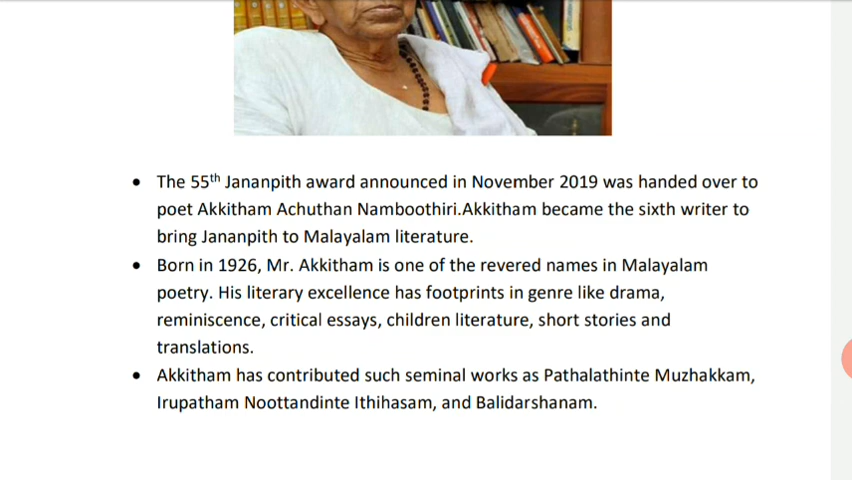 • The 55th Jananpith award announced in November 2019 was handed over to
poet Akkitham Achuthan Namboothiri.Akkitham became the sixth writer to
bring Jananpith to Malayalam literature.
• Born in 1926, Mr. Akkitham is one of the revered names in Malayalam
poetry. His literary excellence has footprints in genre like drama,
reminiscence, critical essays, children literature, short stories and
translations.
• Akkitham has contributed such seminal works as Pathalathinte Muzhakkam,
Irupatham Noottandinte Ithihasam, and Balidarshanam.